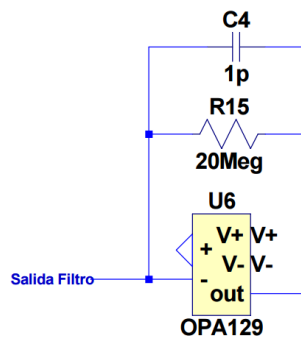 C4
1p
R15
20Meg
U6
+ V+ V+
V- V-
Salida Filtro - out
OPA129